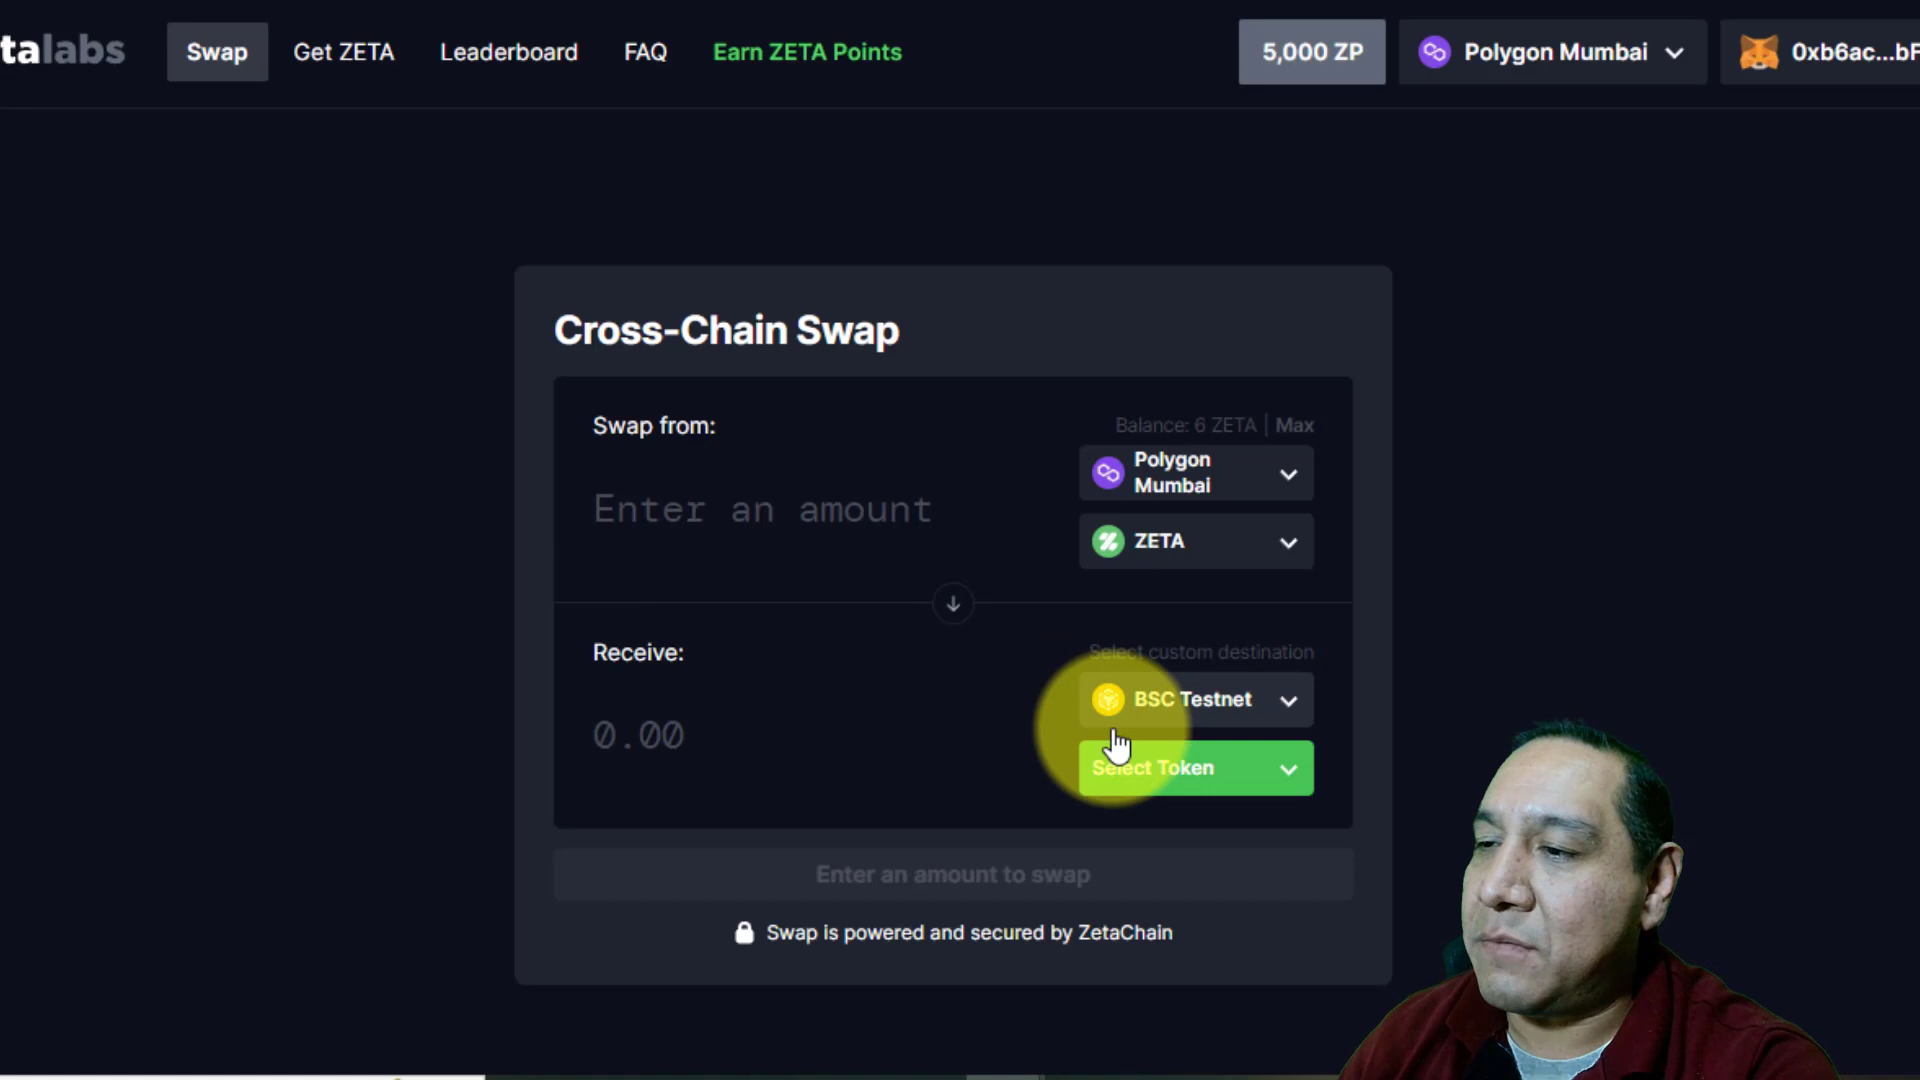 talabs Swap Get ZETA Leaderboard FAQ Earn ZETA Points 5,000 ZP Polygon Mumbai 0xb6ac...bF
Cross-Chain Swap
Swap from:
Balance: 6 ZETA | Max
Polygon
Mumbai
Enter an amount
ZETA
Receive:
Select custom destination
BSC Testnet
0.00
Select Token
Enter an amount to swap
Swap is powered and secured by ZetaChain